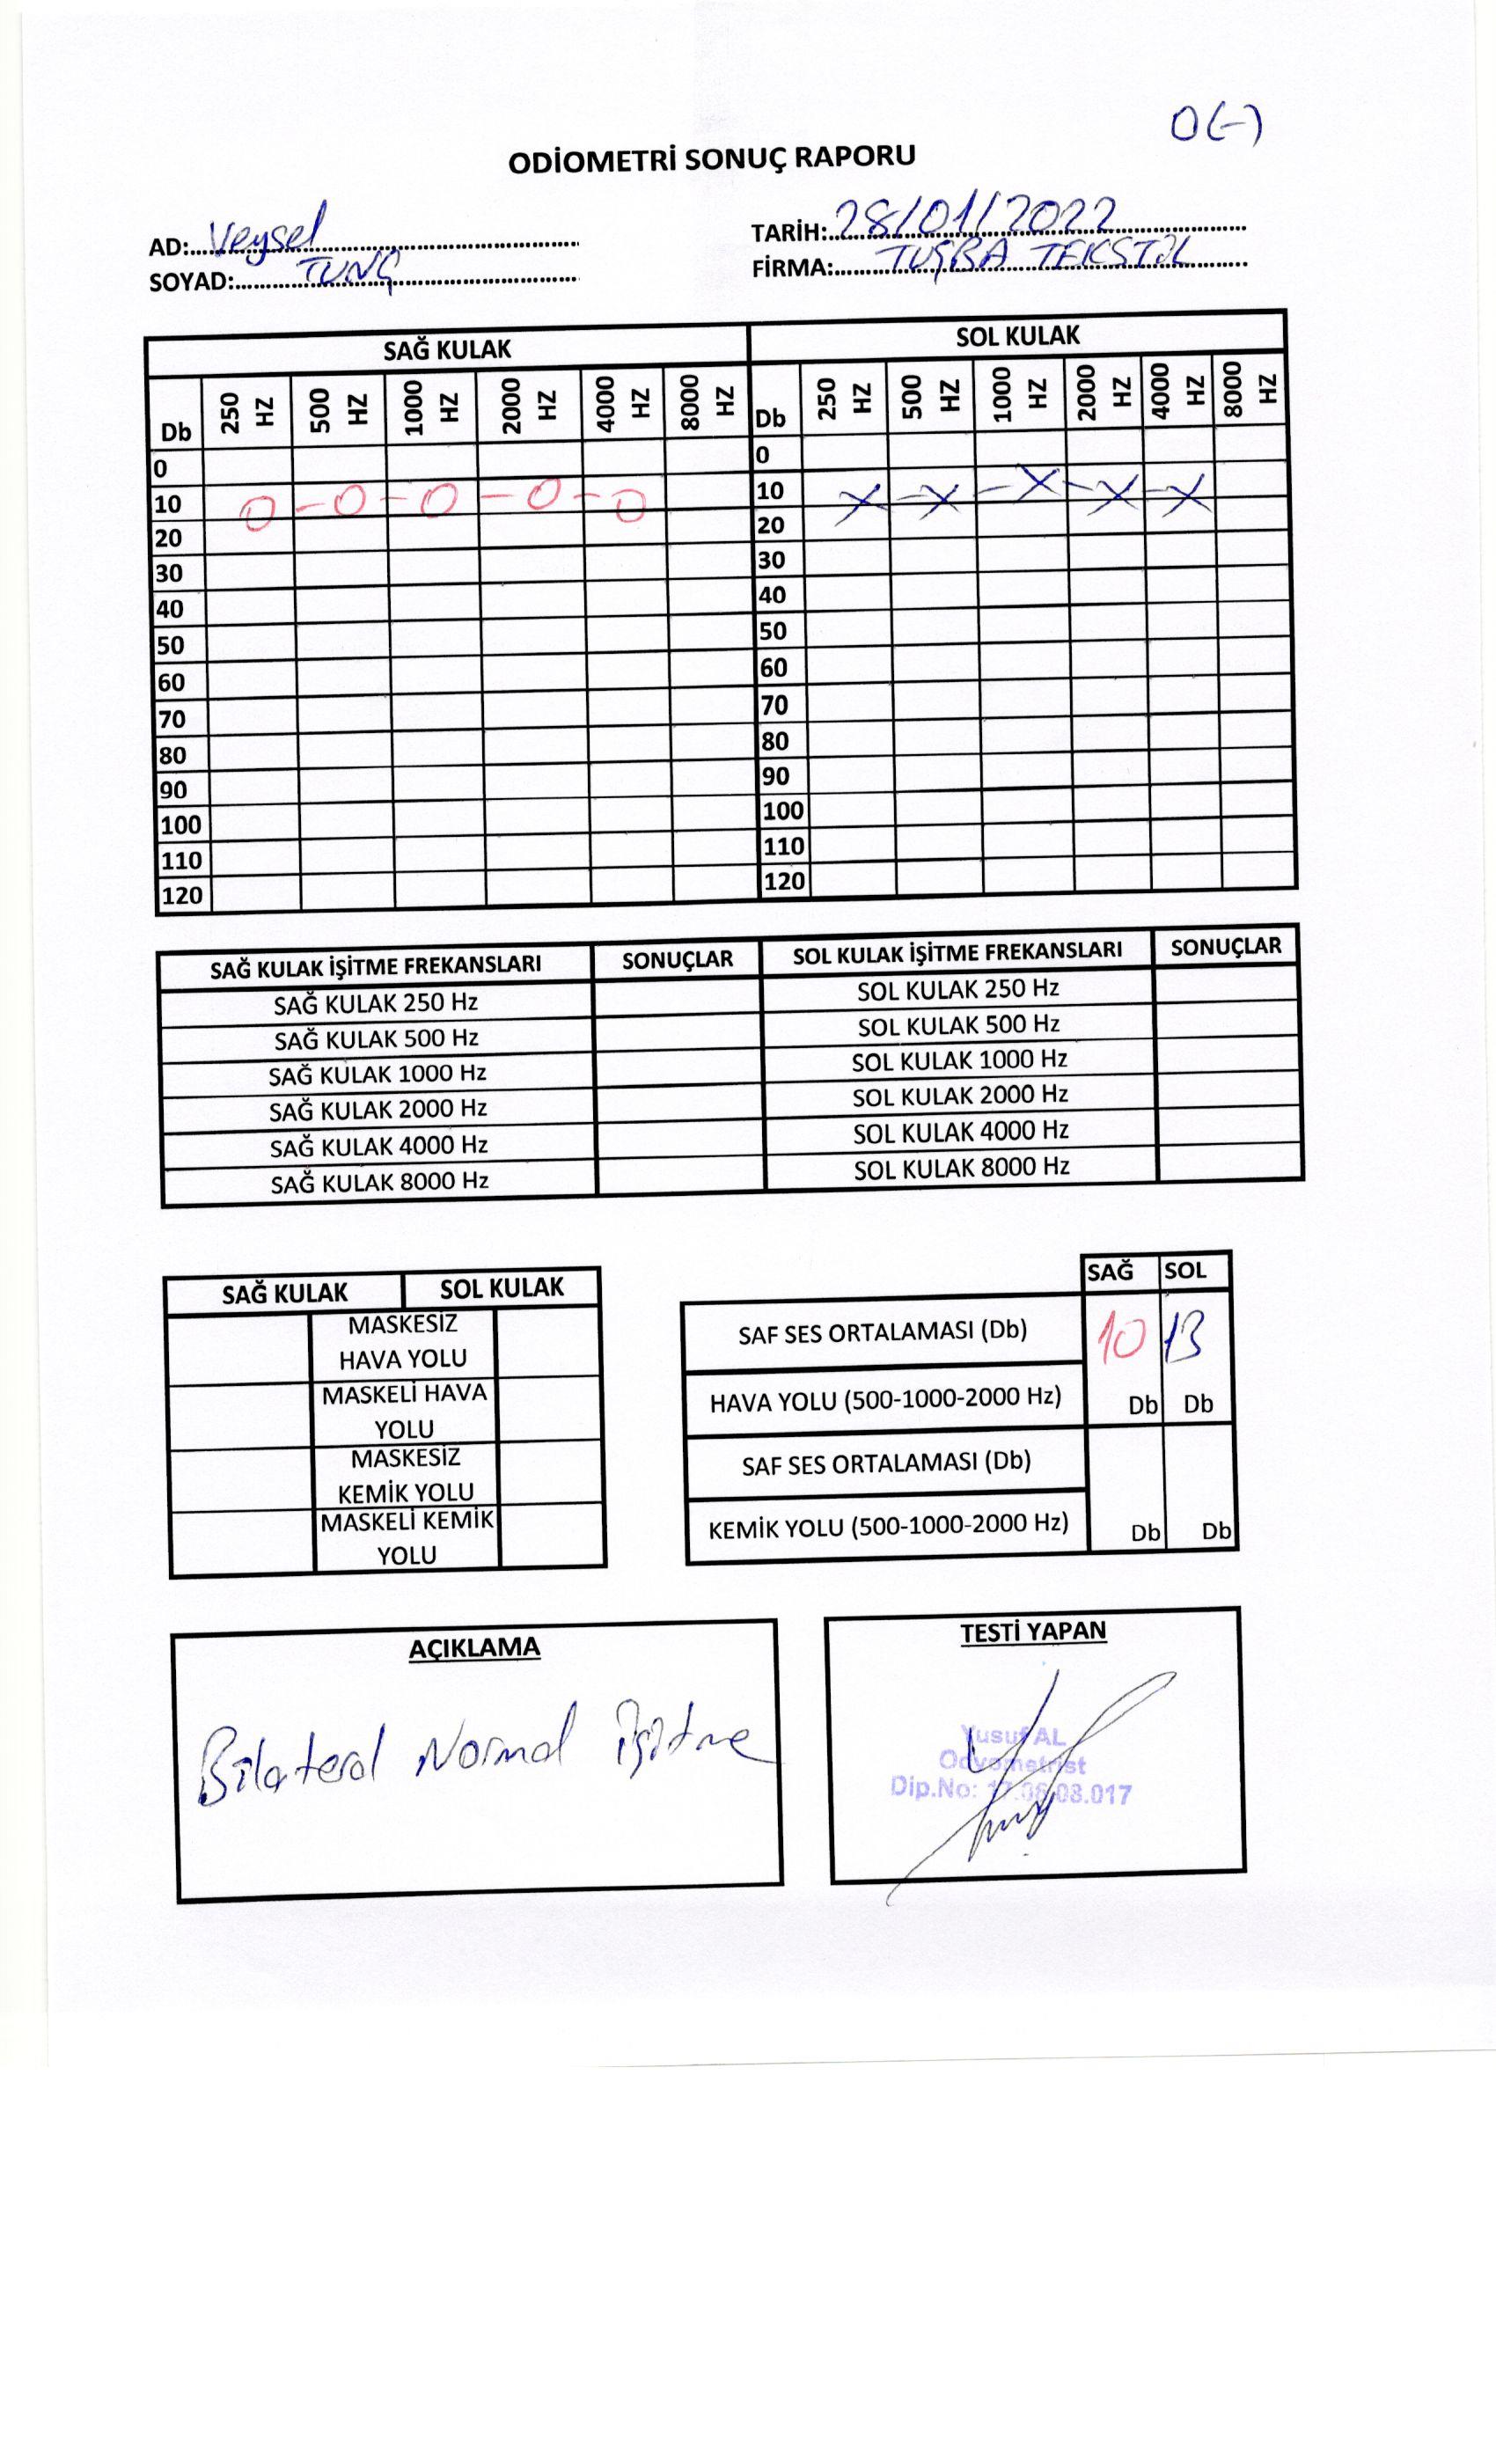 O(-)
ODİOMETRİ SONUÇ RAPORU
AD: Veysel
TARİH: 28/01/2022
SOYAD: TUNÇ
FİRMA: TUŞBA TEKSTİL
SAĞ KULAK SOL KULAK
Db 250 HZ 500 HZ 1000 HZ 2000 HZ 4000 HZ 8000 HZ Db 250 HZ 500 HZ 1000 HZ 2000 HZ 4000 HZ 8000 HZ
0 0
10 O-O-O-O-O 10 X-X-X-X-X
20 20
30 30
40 40
50 50
60 60
70 70
80 80
90 90
100 100
110 110
120 120
SAĞ KULAK İŞİTME FREKANSLARI SONUÇLAR SOL KULAK İŞİTME FREKANSLARI SONUÇLAR
SAĞ KULAK 250 Hz SOL KULAK 250 Hz
SAĞ KULAK 500 Hz SOL KULAK 500 Hz
SAĞ KULAK 1000 Hz SOL KULAK 1000 Hz
SAĞ KULAK 2000 Hz SOL KULAK 2000 Hz
SAĞ KULAK 4000 Hz SOL KULAK 4000 Hz
SAĞ KULAK 8000 Hz SOL KULAK 8000 Hz
SAĞ KULAK SOL KULAK
MASKESİZ
HAVA YOLU
MASKELİ HAVA
YOLU
MASKESİZ
KEMİK YOLU
MASKELİ KEMİK
YOLU
SAĞ SOL
SAF SES ORTALAMASI (Db) 10 13
HAVA YOLU (500-1000-2000 Hz) Db Db
SAF SES ORTALAMASI (Db)
KEMİK YOLU (500-1000-2000 Hz) Db Db
AÇIKLAMA
Bilateral Normal İşitme
TESTİ YAPAN
Yusuf AL
Odyometrist
Dip.No: 17.06.08.017